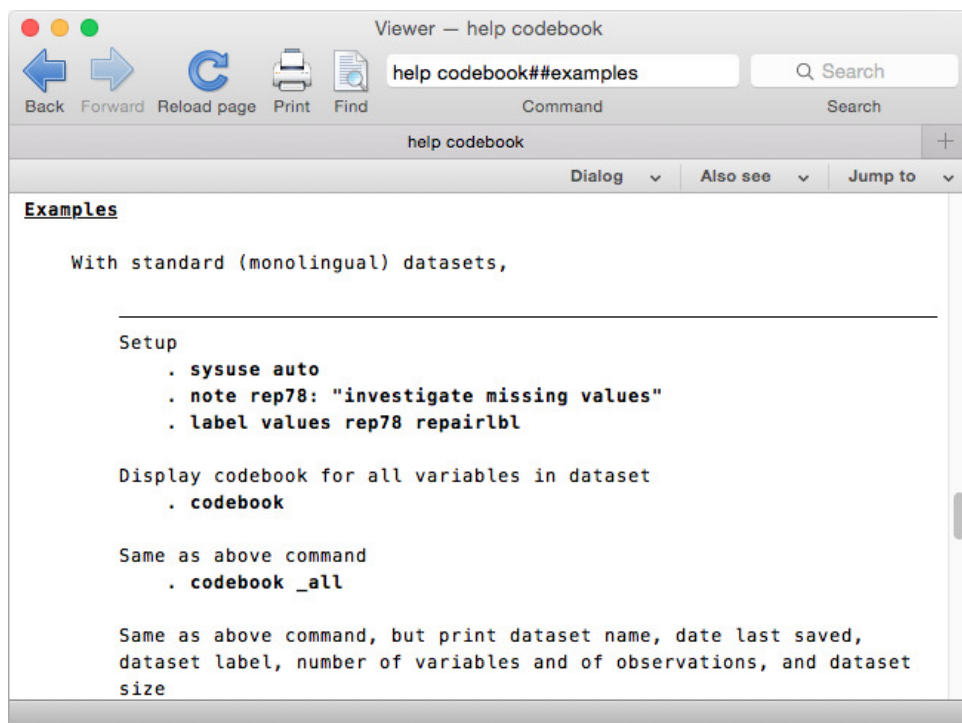 Viewer — help codebook
help codebook##examples
Search
Back Forward Reload page Print Find Command Search
help codebook
Dialog Also see Jump to
Examples
With standard (monolingual) datasets,
Setup
. sysuse auto
. note rep78: "investigate missing values"
. label values rep78 repairlbl
Display codebook for all variables in dataset
. codebook
Same as above command
. codebook _all
Same as above command, but print dataset name, date last saved,
dataset label, number of variables and of observations, and dataset
size